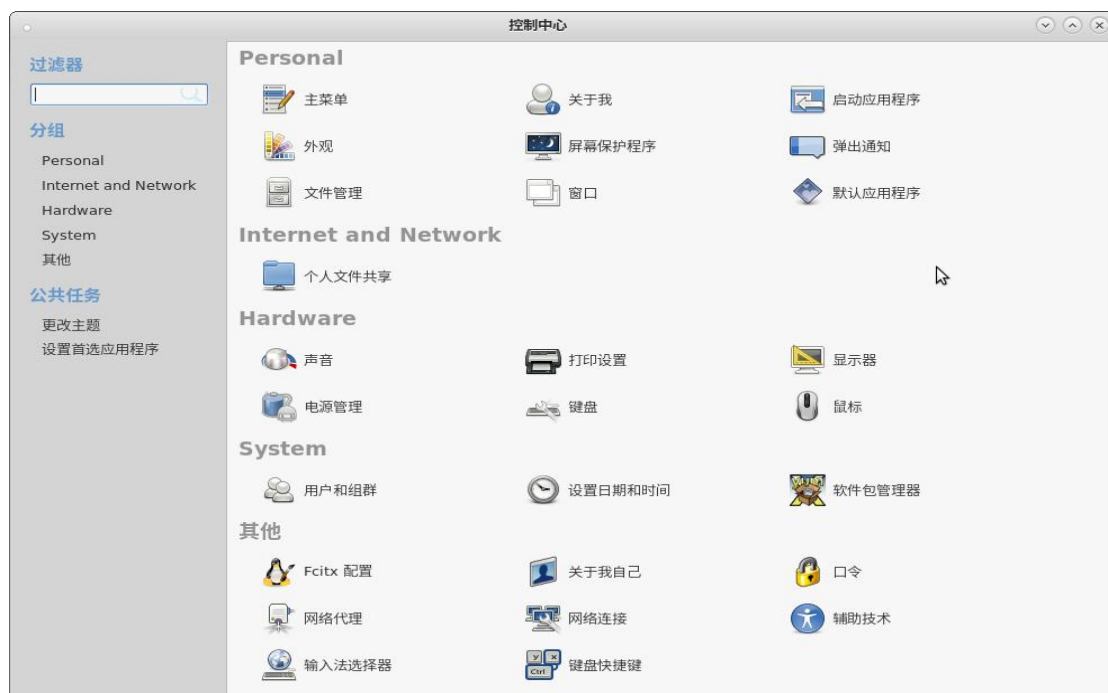 控制中心
过滤器
分组
Personal
Internet and Network
Hardware
System
其他
公共任务
更改主题
设置首选应用程序
Personal
主菜单
关于我
启动应用程序
外观
屏幕保护程序
弹出通知
文件管理
窗口
默认应用程序
Internet and Network
个人文件共享
Hardware
声音
打印设置
显示器
电源管理
键盘
鼠标
System
用户和组群
设置日期和时间
软件包管理器
其他
Fcitx 配置
关于我自己
口令
网络代理
网络连接
辅助技术
输入法选择器
y x
Ctrl
键盘快捷键